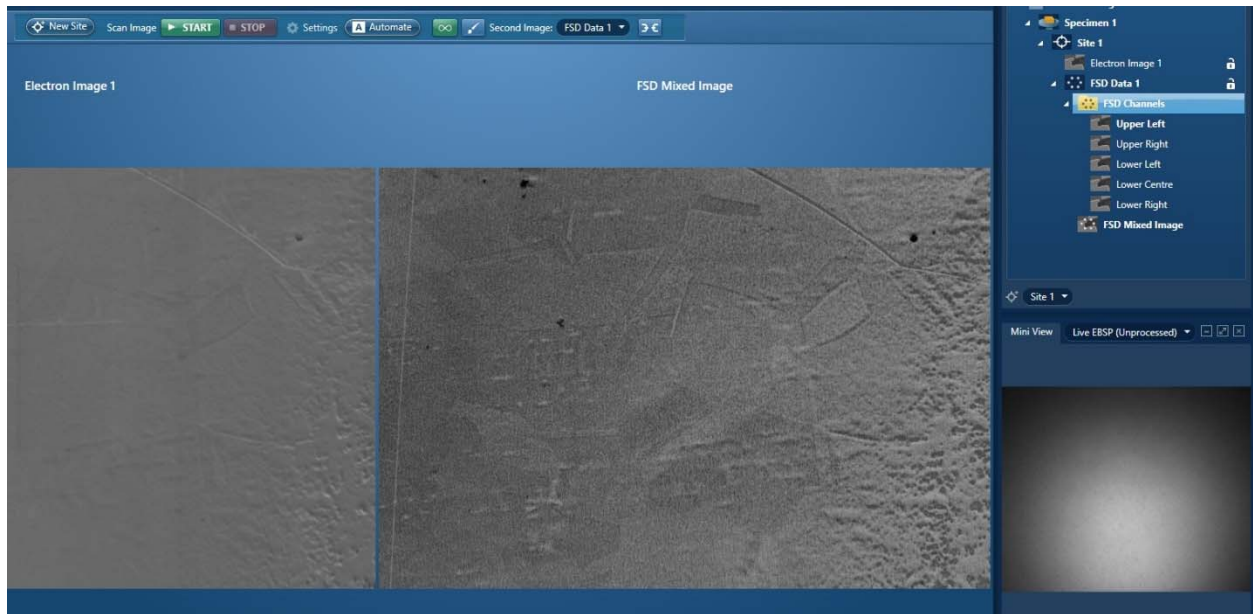 New Site Scan Image START STOP Settings A Automate Second Image: FSD Data 1
Electron Image 1
FSD Mixed Image
Specimen 1
Site 1
Electron Image 1
FSD Data 1
FSD Channels
Upper Left
Upper Right
Lower Left
Lower Centre
Lower Right
FSD Mixed Image
Site 1
Mini View Live EBSP (Unprocessed)